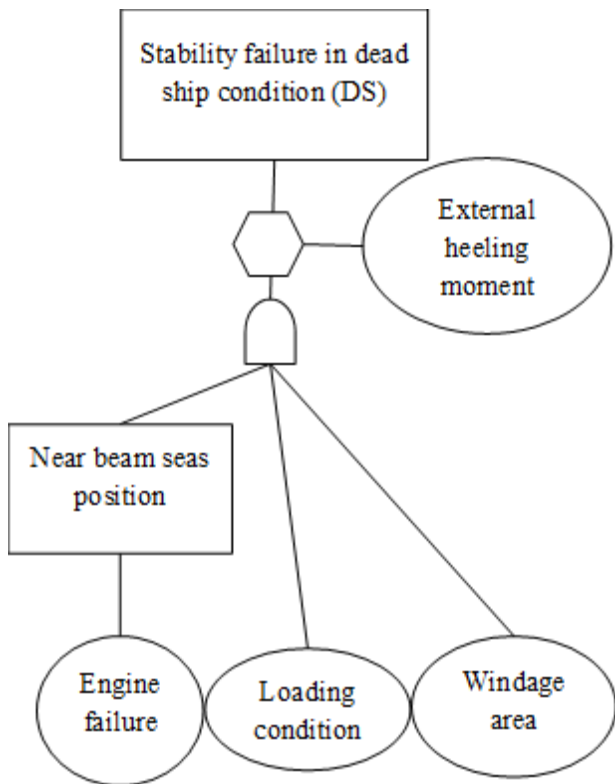 Stability failure in dead
ship condition (DS)
External
heeling
moment
Near beam seas
position
Engine
failure
Loading
condition
Windage
area